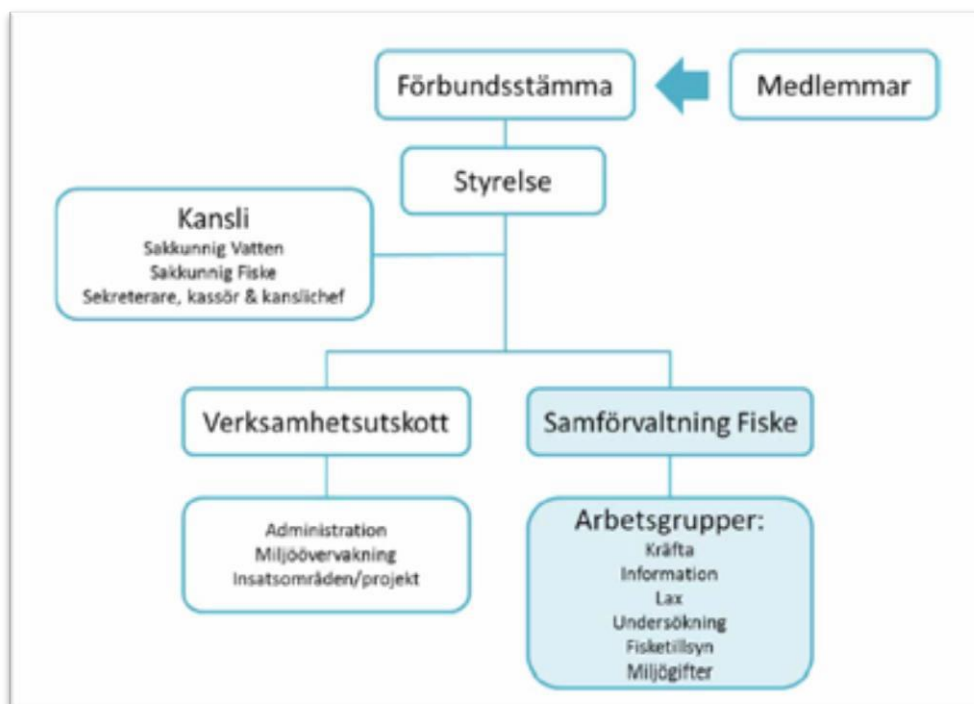 Förbundsstämma
Medlemmar
Styrelse
Kansli
Sakkunnig Vatten
Sakkunnig Fiske
Sekreterare, kassör & kanslichef
Verksamhetsutskott
Samförvaltning Fiske
Administration
Miljöövervakning
Insatsområden/projekt
Arbetsgrupper:
Kräfta
Information
Lax
Undersökning
Fisketillsyn
Miljögifter